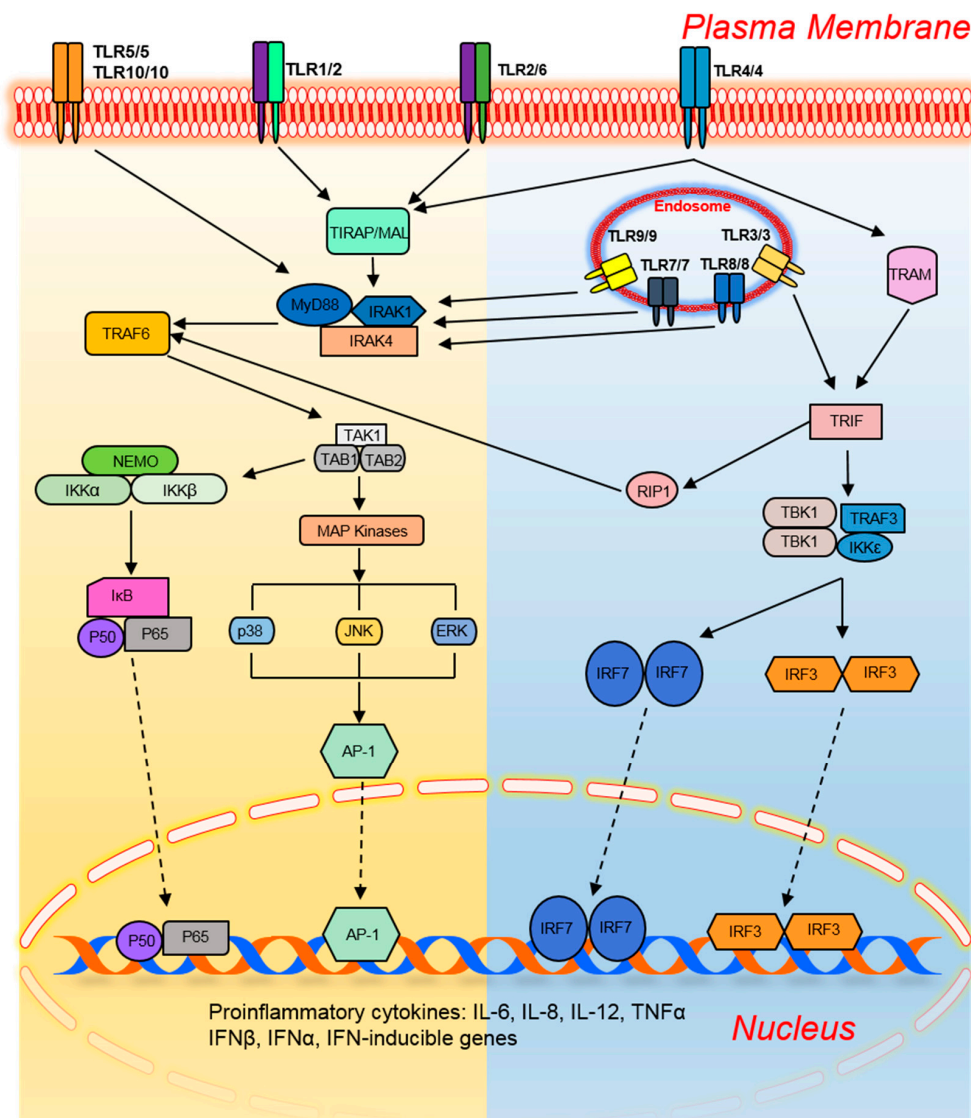 Plasma Membrane
TLR5/5
TLR10/10
TLR1/2
TLR2/6
TLR4/4
Endosome
TLR9/9
TLR3/3
TLR7/7
TLR8/8
TIRAP/MAL
TRAM
MyD88
IRAK1
IRAK4
TRAF6
TRIF
TAK1
TAB1
TAB2
NEMO
IKKα
IKKβ
RIP1
TBK1
TRAF3
TBK1
IKKε
MAP Kinases
IκB
P50
P65
p38
JNK
ERK
IRF7
IRF7
IRF3
IRF3
AP-1
P50
P65
AP-1
IRF7
IRF7
IRF3
IRF3
Proinflammatory cytokines: IL-6, IL-8, IL-12, TNFα
IFNβ, IFNα, IFN-inducible genes
Nucleus